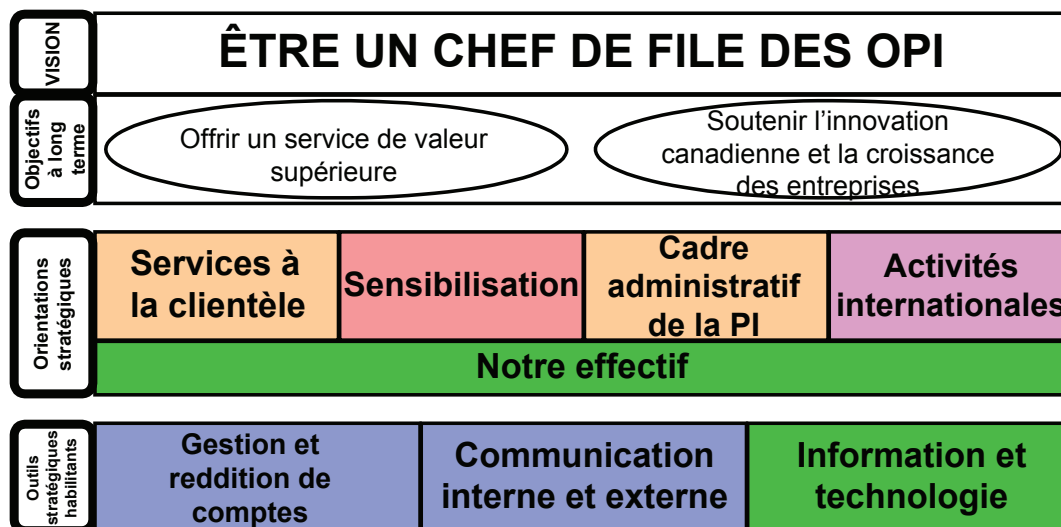 VISION
ÊTRE UN CHEF DE FILE DES OPI
Objectifs
à long
terme
Offrir un service de valeur
supérieure
Soutenir l’innovation
canadienne et la croissance
des entreprises
Orientations
stratégiques
Services à
la clientèle
Sensibilisation
Cadre
administratif
de la PI
Activités
internationales
Notre effectif
Outils
stratégiques
habilitants
Gestion et
reddition de
comptes
Communication
interne et externe
Information et
technologie